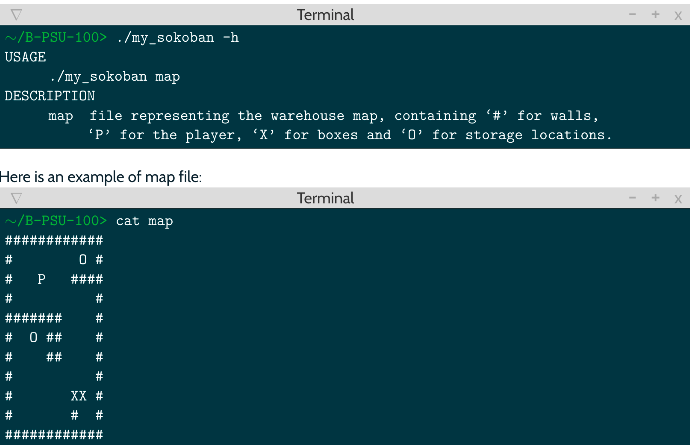 Terminal
~/B-PSU-100> ./my_sokoban -h
USAGE
     ./my_sokoban map
DESCRIPTION
     map  file representing the warehouse map, containing ‘#’ for walls,
          ‘P’ for the player, ‘X’ for boxes and ‘O’ for storage locations.
Here is an example of map file:
Terminal
~/B-PSU-100> cat map
############
#        O #
#   P   ####
#          #
#######    #
#  O ##    #
#    ##    #
#          #
#       XX #
#       #  #
############